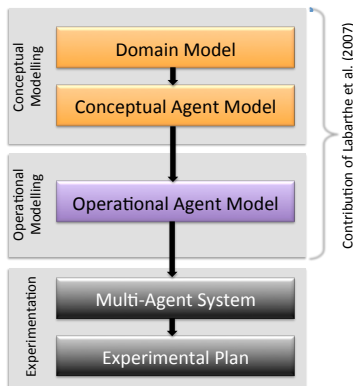 Conceptual
Modelling
Domain Model
Conceptual Agent Model
Operational
Modelling
Operational Agent Model
Experimentation
Multi-Agent System
Experimental Plan
Contribution of Labarthe et al. (2007)